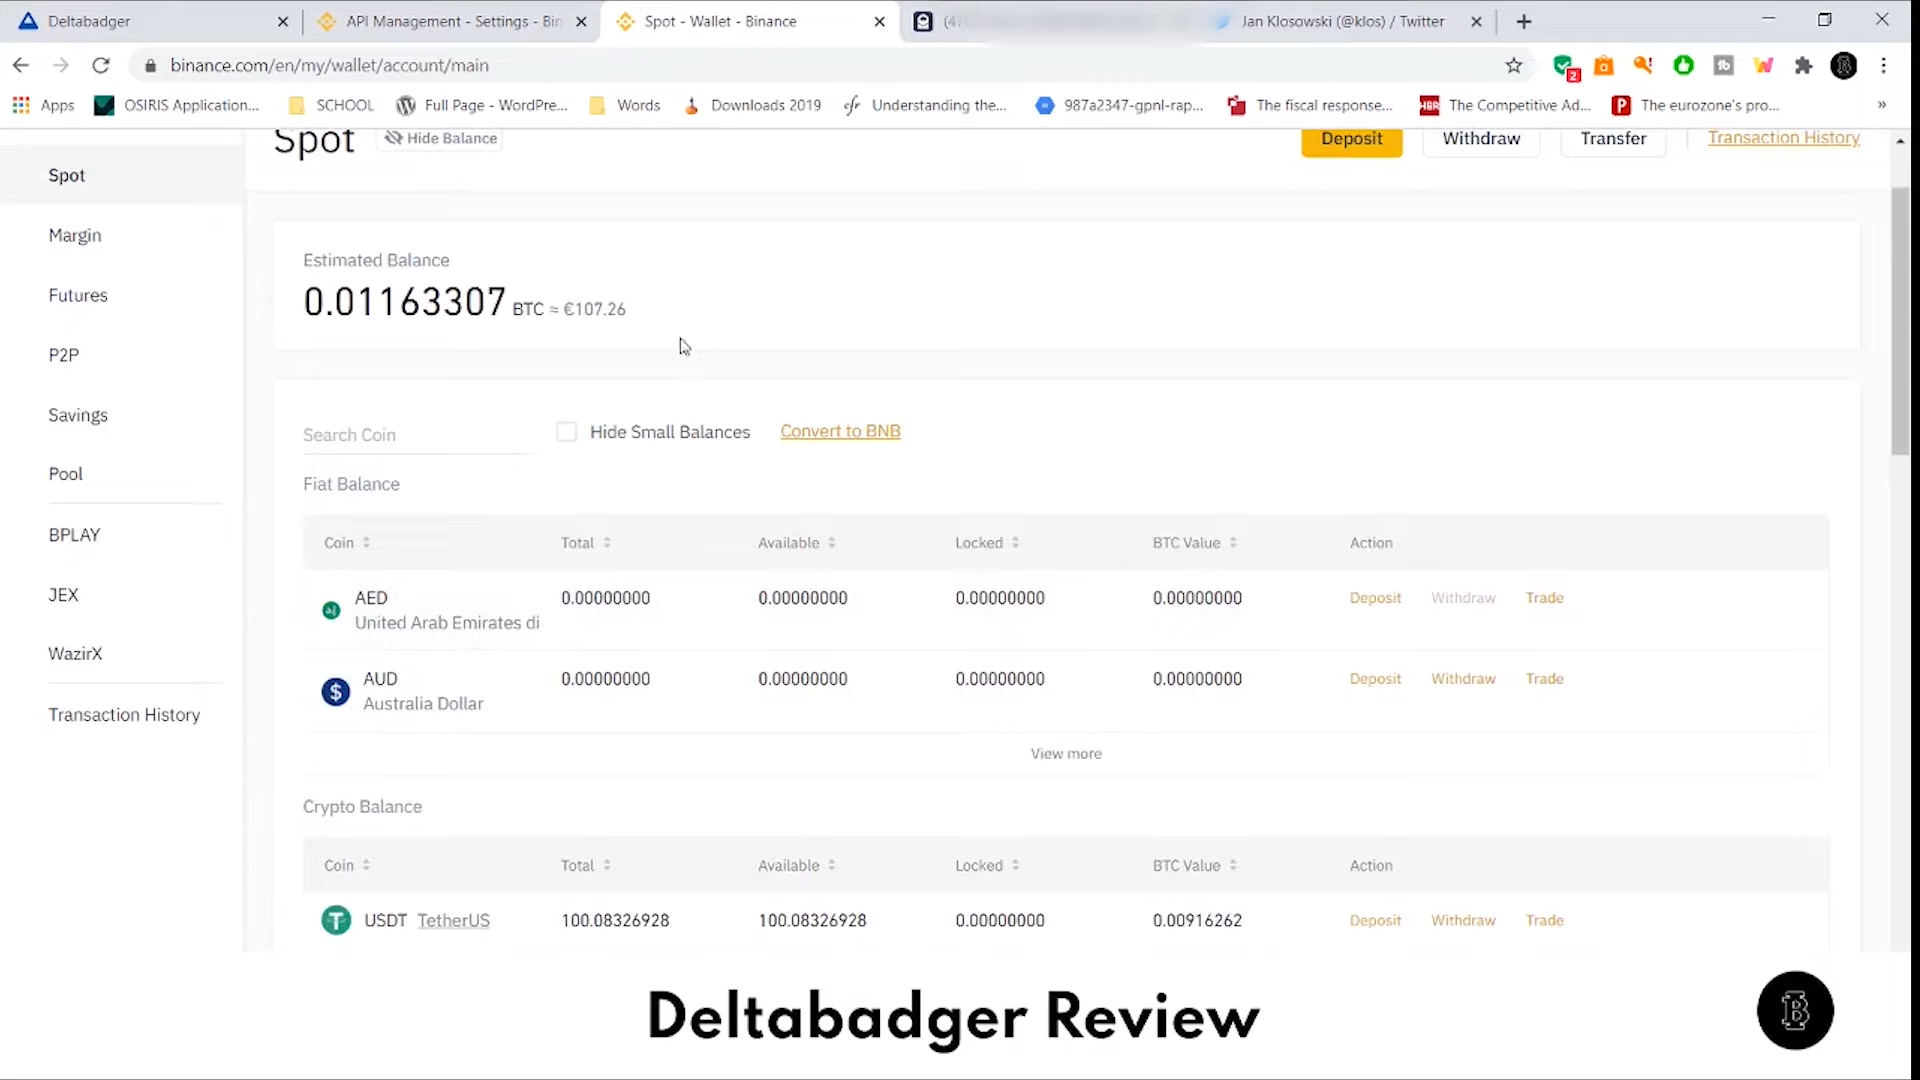 Deltabadger
API Management - Settings - Bin
Spot - Wallet - Binance
Jan Klosowski (@klos) / Twitter
binance.com/en/my/wallet/account/main
2
Apps
OSIRIS Application...
SCHOOL
Full Page - WordPre...
Words
Downloads 2019
Understanding the...
987a2347-gpnl-rap...
The fiscal response...
HBR
The Competitive Ad...
The eurozone's pro...
Spot
Hide Balance
Deposit
Withdraw
Transfer
Transaction History
Spot
Margin
Futures
P2P
Savings
Pool
BPLAY
JEX
WazirX
Transaction History
Estimated Balance
0.01163307 BTC ≈ €107.26
Search Coin
Hide Small Balances
Convert to BNB
Fiat Balance
Coin Total Available Locked BTC Value Action
AED 0.00000000 0.00000000 0.00000000 0.00000000 Deposit Withdraw Trade
United Arab Emirates di
AUD 0.00000000 0.00000000 0.00000000 0.00000000 Deposit Withdraw Trade
Australia Dollar
View more
Crypto Balance
Coin Total Available Locked BTC Value Action
USDT TetherUS 100.08326928 100.08326928 0.00000000 0.00916262 Deposit Withdraw Trade
Deltabadger Review